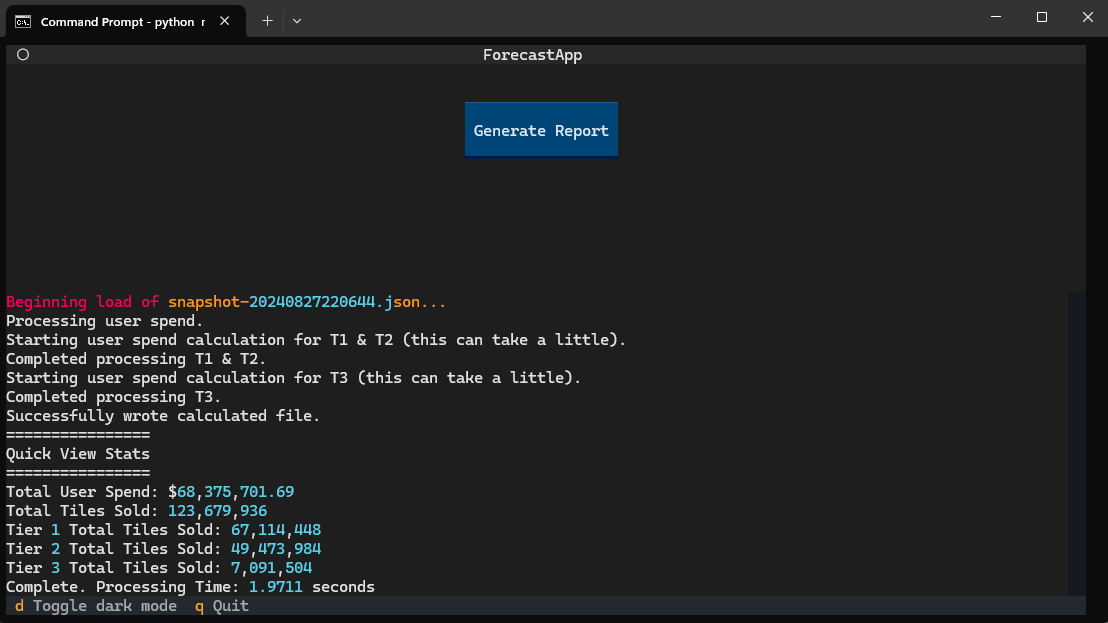 Command Prompt - python r
ForecastApp
Generate Report
Beginning load of snapshot-20240827220644.json...
Processing user spend.
Starting user spend calculation for T1 & T2 (this can take a little).
Completed processing T1 & T2.
Starting user spend calculation for T3 (this can take a little).
Completed processing T3.
Successfully wrote calculated file.
================
Quick View Stats
================
Total User Spend: $68,375,701.69
Total Tiles Sold: 123,679,936
Tier 1 Total Tiles Sold: 67,114,448
Tier 2 Total Tiles Sold: 49,473,984
Tier 3 Total Tiles Sold: 7,091,504
Complete. Processing Time: 1.9711 seconds
d Toggle dark mode q Quit